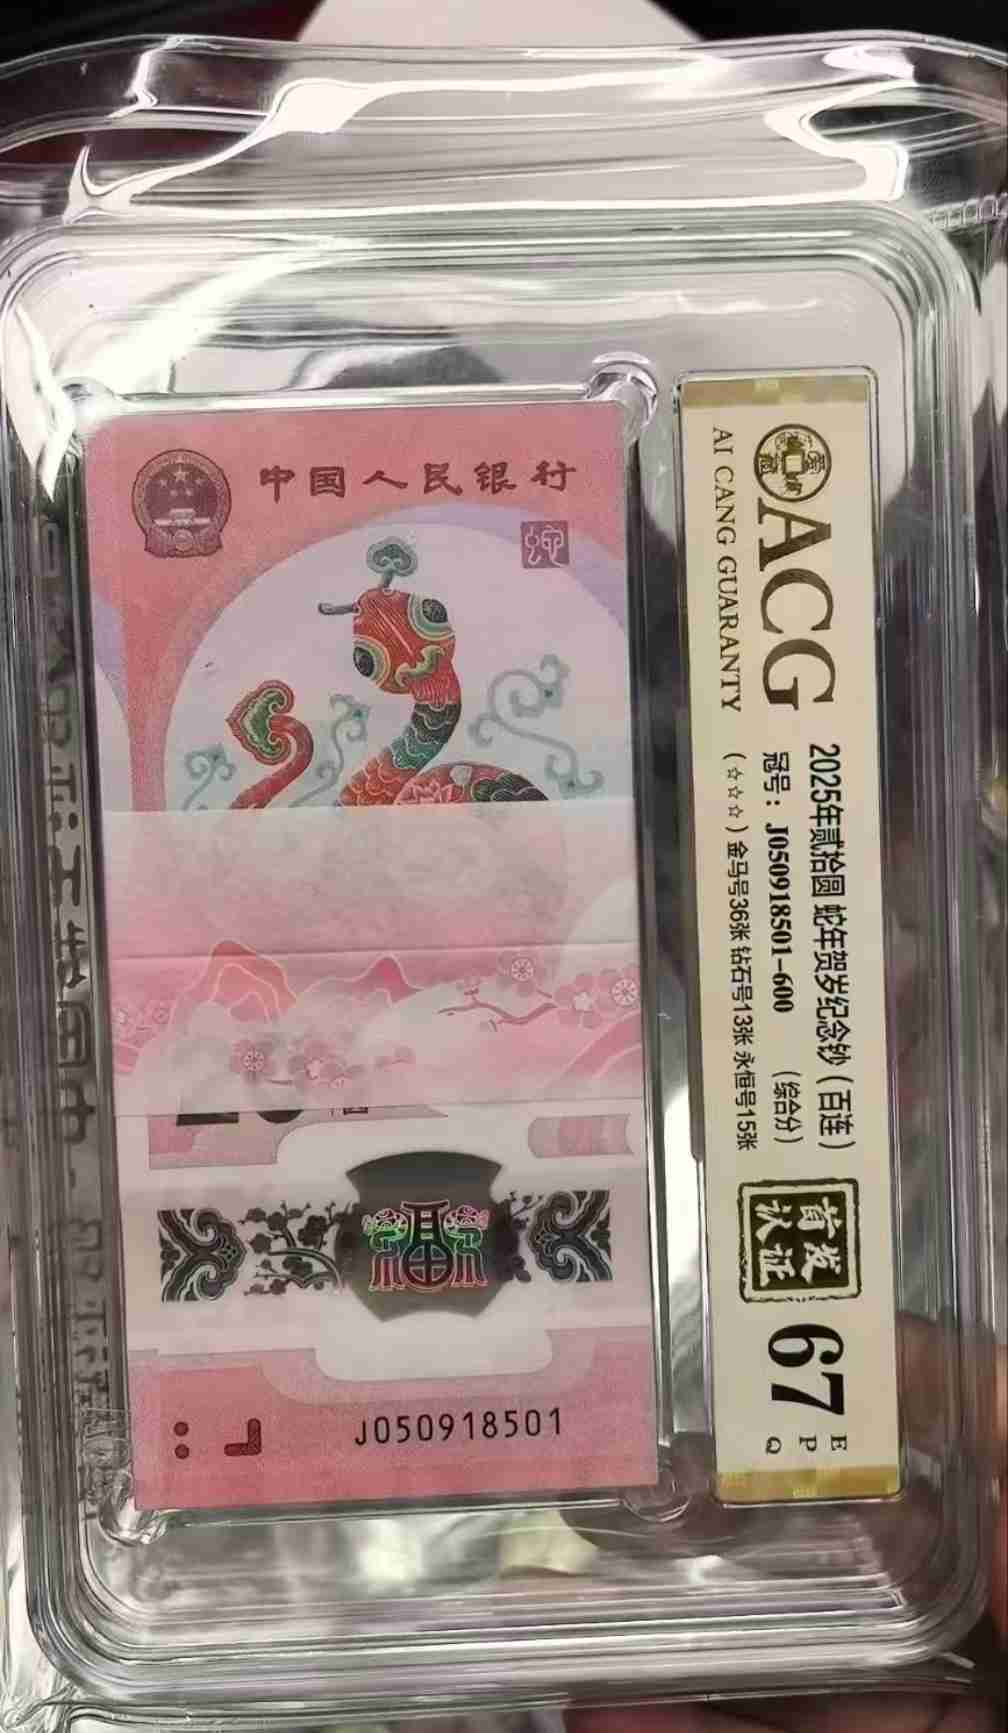 中国人民银行
J050918501
爱藏
ACG
AI CANG GUARANTY
2025年贰拾圆 蛇年贺岁纪念钞（百连）
冠号：J050918501-600 （综合分）
（☆☆☆）金马号36张 钻石号13张 永恒号15张
首发
认证
67
E
P
Q